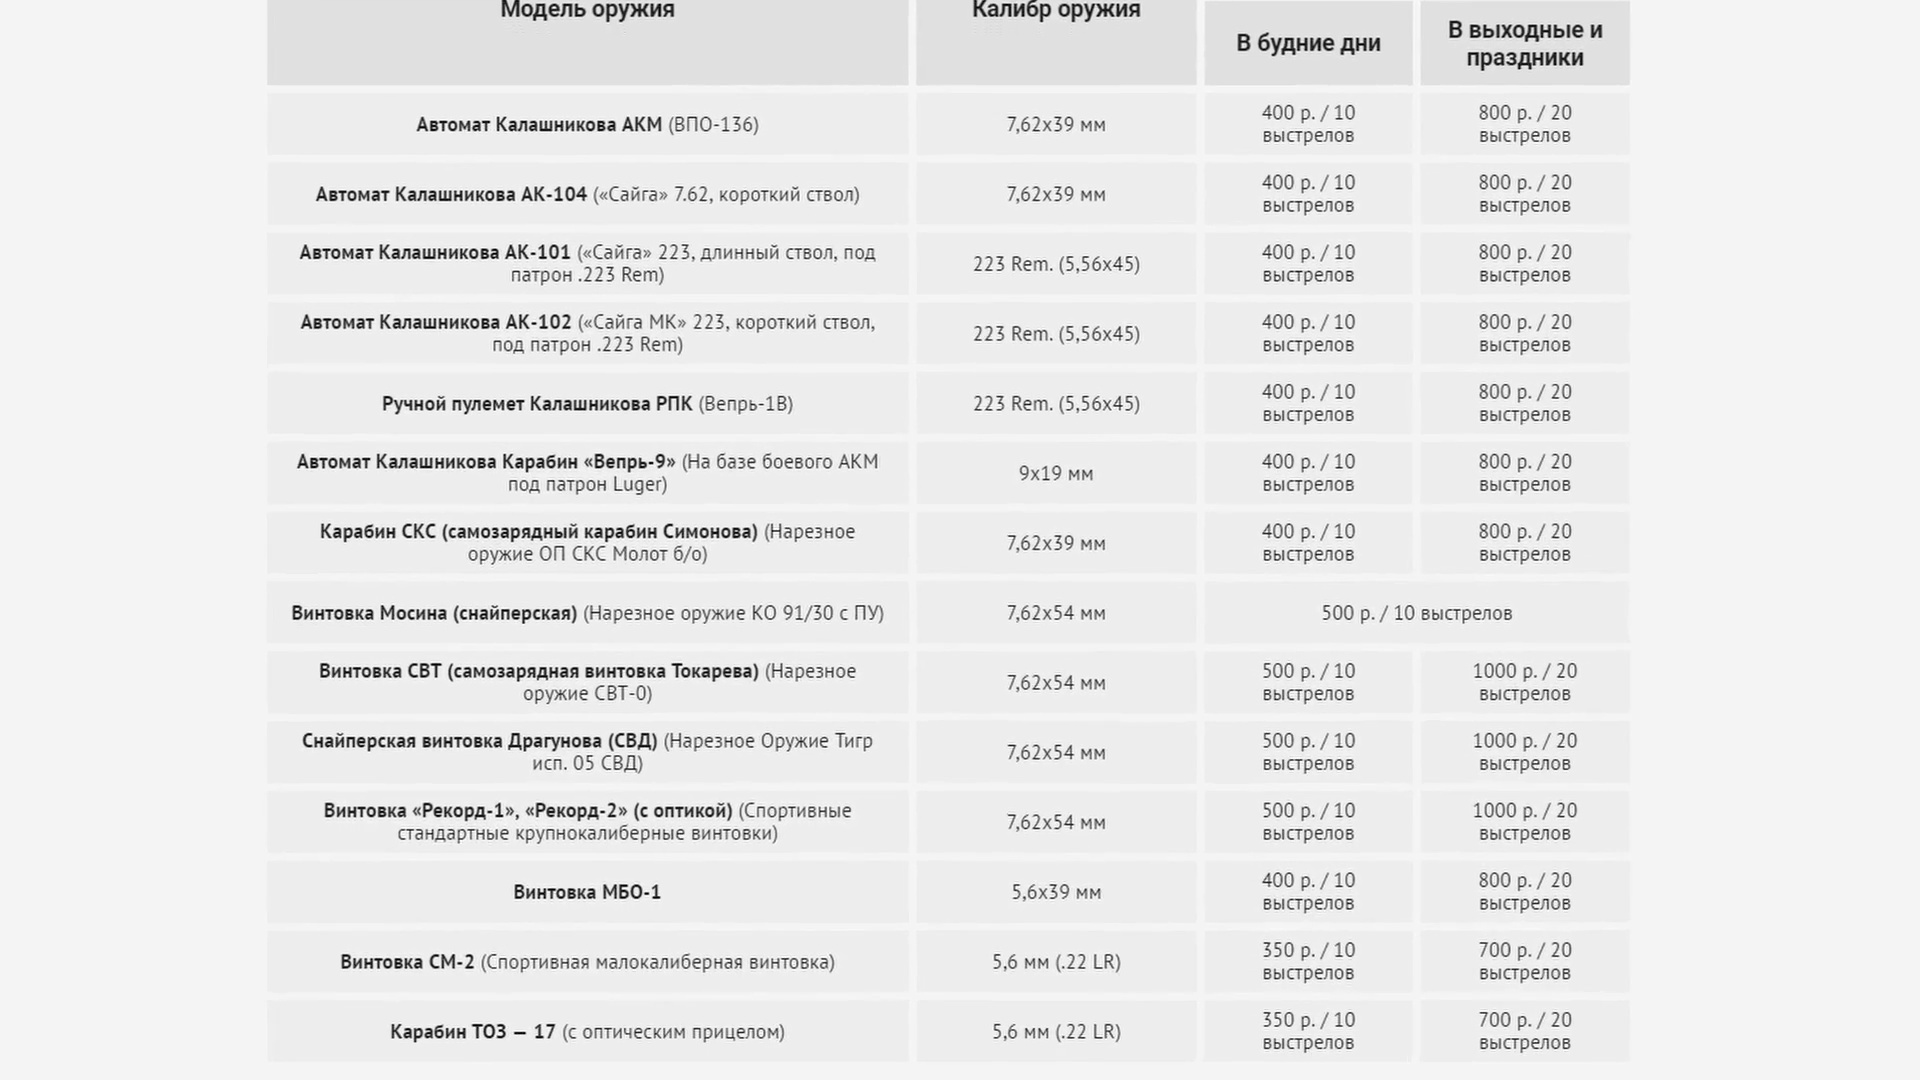 Модель оружия
Калибр оружия
В будние дни
В выходные и
праздники
Автомат Калашникова АКМ (ВПО-136)
7,62х39 мм
400 р. / 10
выстрелов
800 р. / 20
выстрелов
Автомат Калашникова АК-104 («Сайга» 7.62, короткий ствол)
7,62х39 мм
400 р. / 10
выстрелов
800 р. / 20
выстрелов
Автомат Калашникова АК-101 («Сайга» 223, длинный ствол, под
патрон .223 Rem)
223 Rem. (5,56х45)
400 р. / 10
выстрелов
800 р. / 20
выстрелов
Автомат Калашникова АК-102 («Сайга МК» 223, короткий ствол,
под патрон .223 Rem)
223 Rem. (5,56х45)
400 р. / 10
выстрелов
800 р. / 20
выстрелов
Ручной пулемет Калашникова РПК (Вепрь-1В)
223 Rem. (5,56х45)
400 р. / 10
выстрелов
800 р. / 20
выстрелов
Автомат Калашникова Карабин «Вепрь-9» (На базе боевого АКМ
под патрон Luger)
9х19 мм
400 р. / 10
выстрелов
800 р. / 20
выстрелов
Карабин СКС (самозарядный карабин Симонова) (Нарезное
оружие ОП СКС Молот б/о)
7,62х39 мм
400 р. / 10
выстрелов
800 р. / 20
выстрелов
Винтовка Мосина (снайперская) (Нарезное оружие КО 91/30 с ПУ)
7,62х54 мм
500 р. / 10 выстрелов
Винтовка СВТ (самозарядная винтовка Токарева) (Нарезное
оружие СВТ-0)
7,62х54 мм
500 р. / 10
выстрелов
1000 р. / 20
выстрелов
Снайперская винтовка Драгунова (СВД) (Нарезное Оружие Тигр
исп. 05 СВД)
7,62х54 мм
500 р. / 10
выстрелов
1000 р. / 20
выстрелов
Винтовка «Рекорд-1», «Рекорд-2» (с оптикой) (Спортивные
стандартные крупнокалиберные винтовки)
7,62х54 мм
500 р. / 10
выстрелов
1000 р. / 20
выстрелов
Винтовка МБО-1
5,6х39 мм
400 р. / 10
выстрелов
800 р. / 20
выстрелов
Винтовка СМ-2 (Спортивная малокалиберная винтовка)
5,6 мм (.22 LR)
350 р. / 10
выстрелов
700 р. / 20
выстрелов
Карабин ТОЗ — 17 (с оптическим прицелом)
5,6 мм (.22 LR)
350 р. / 10
выстрелов
700 р. / 20
выстрелов